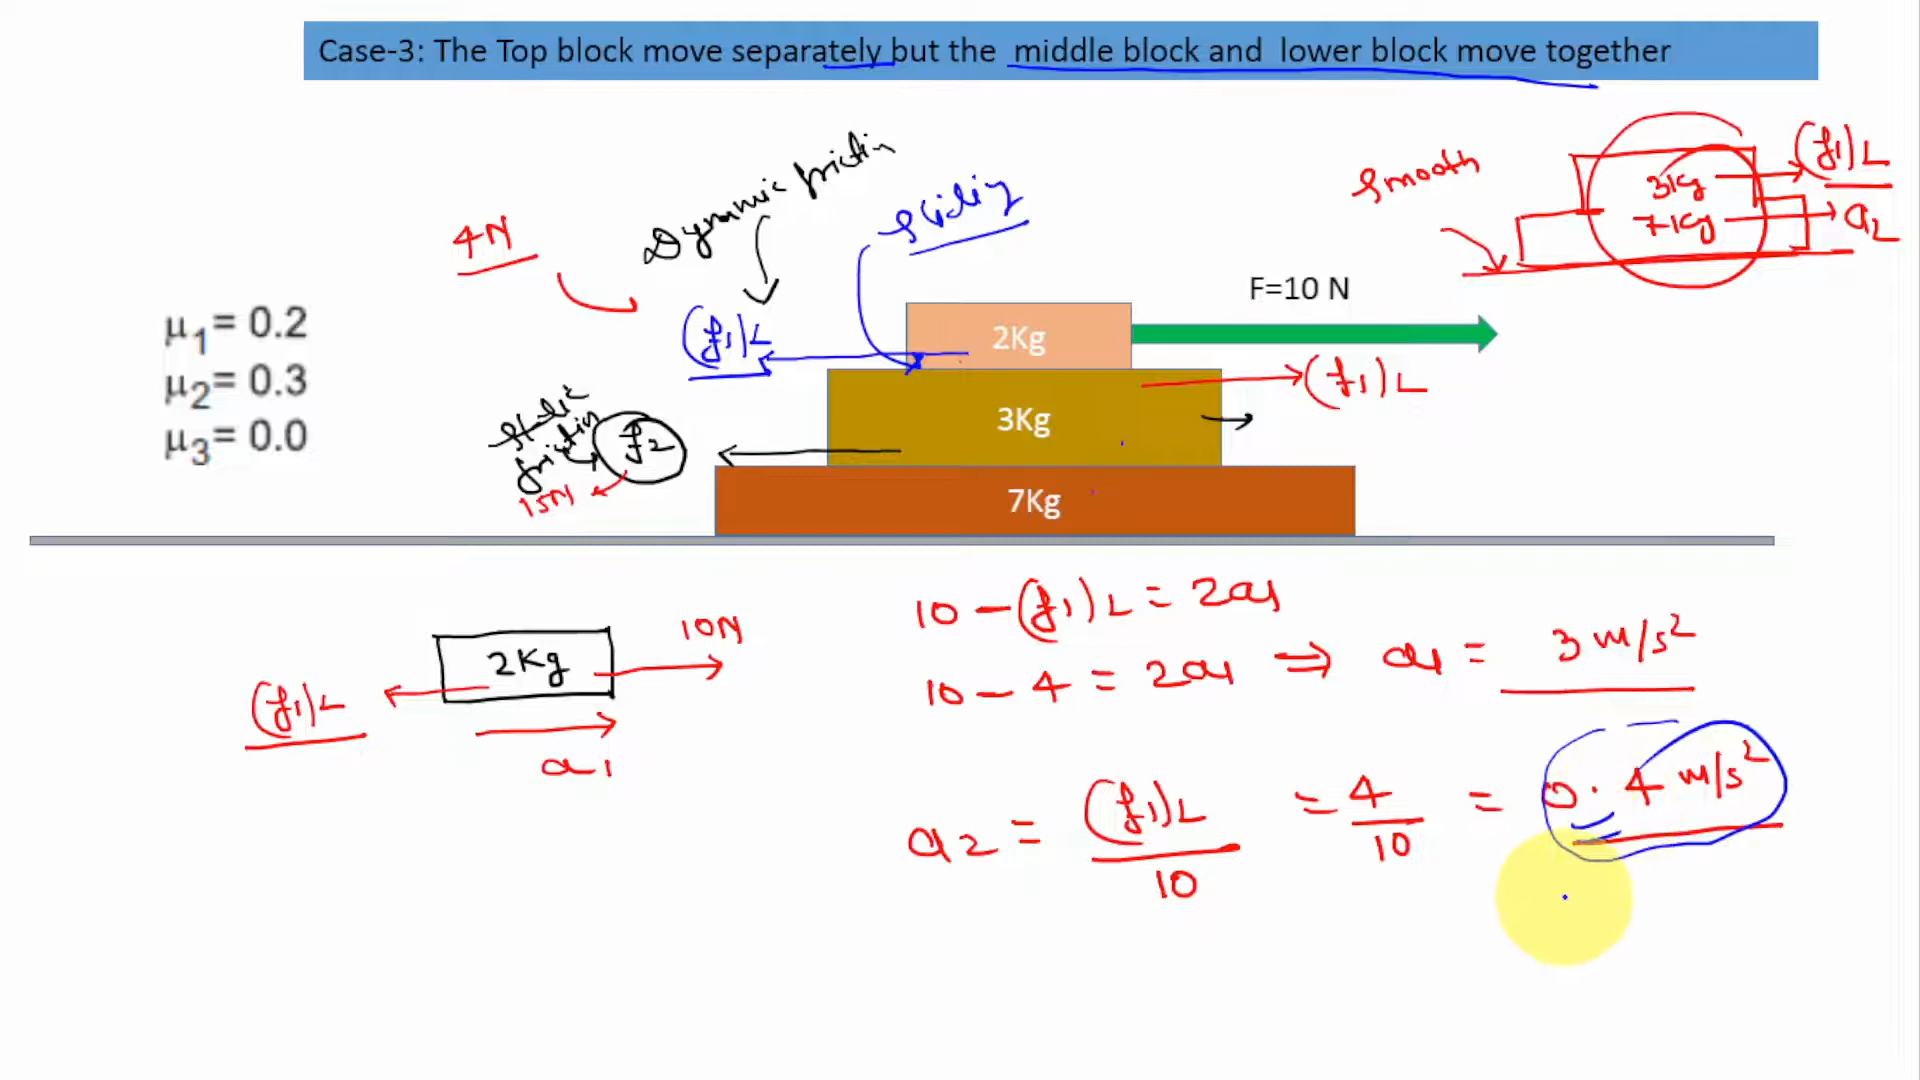 Case-3: The Top block move separately but the middle block and lower block move together
Dynamic friction
sliding
Smooth
3Kg
7Kg
(f1)L
a2
4N
F=10 N
μ1= 0.2
μ2= 0.3
μ3= 0.0
(f1)L
2Kg
(f1)L
static
friction
f2
15N
3Kg
7Kg
2Kg
10N
(f1)L
a1
10 - (f1)L = 2a1
10 - 4 = 2a1 ⇒ a1 = 3 m/s²
a2 = (f1)L / 10 = 4 / 10 = 0.4 m/s²